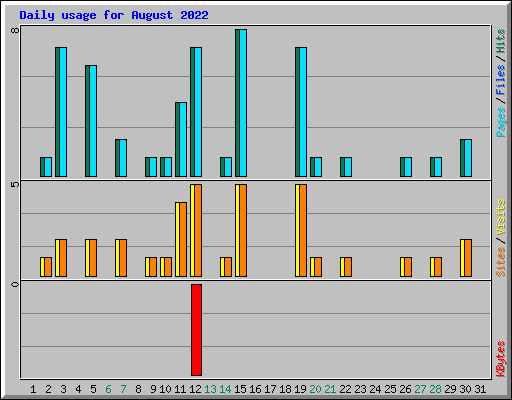 Daily usage for August 2022
8
Pages / Files / Hits
5
Sites / Visits
0
KBytes
1 2 3 4 5 6 7 8 9 10 11 12 13 14 15 16 17 18 19 20 21 22 23 24 25 26 27 28 29 30 31